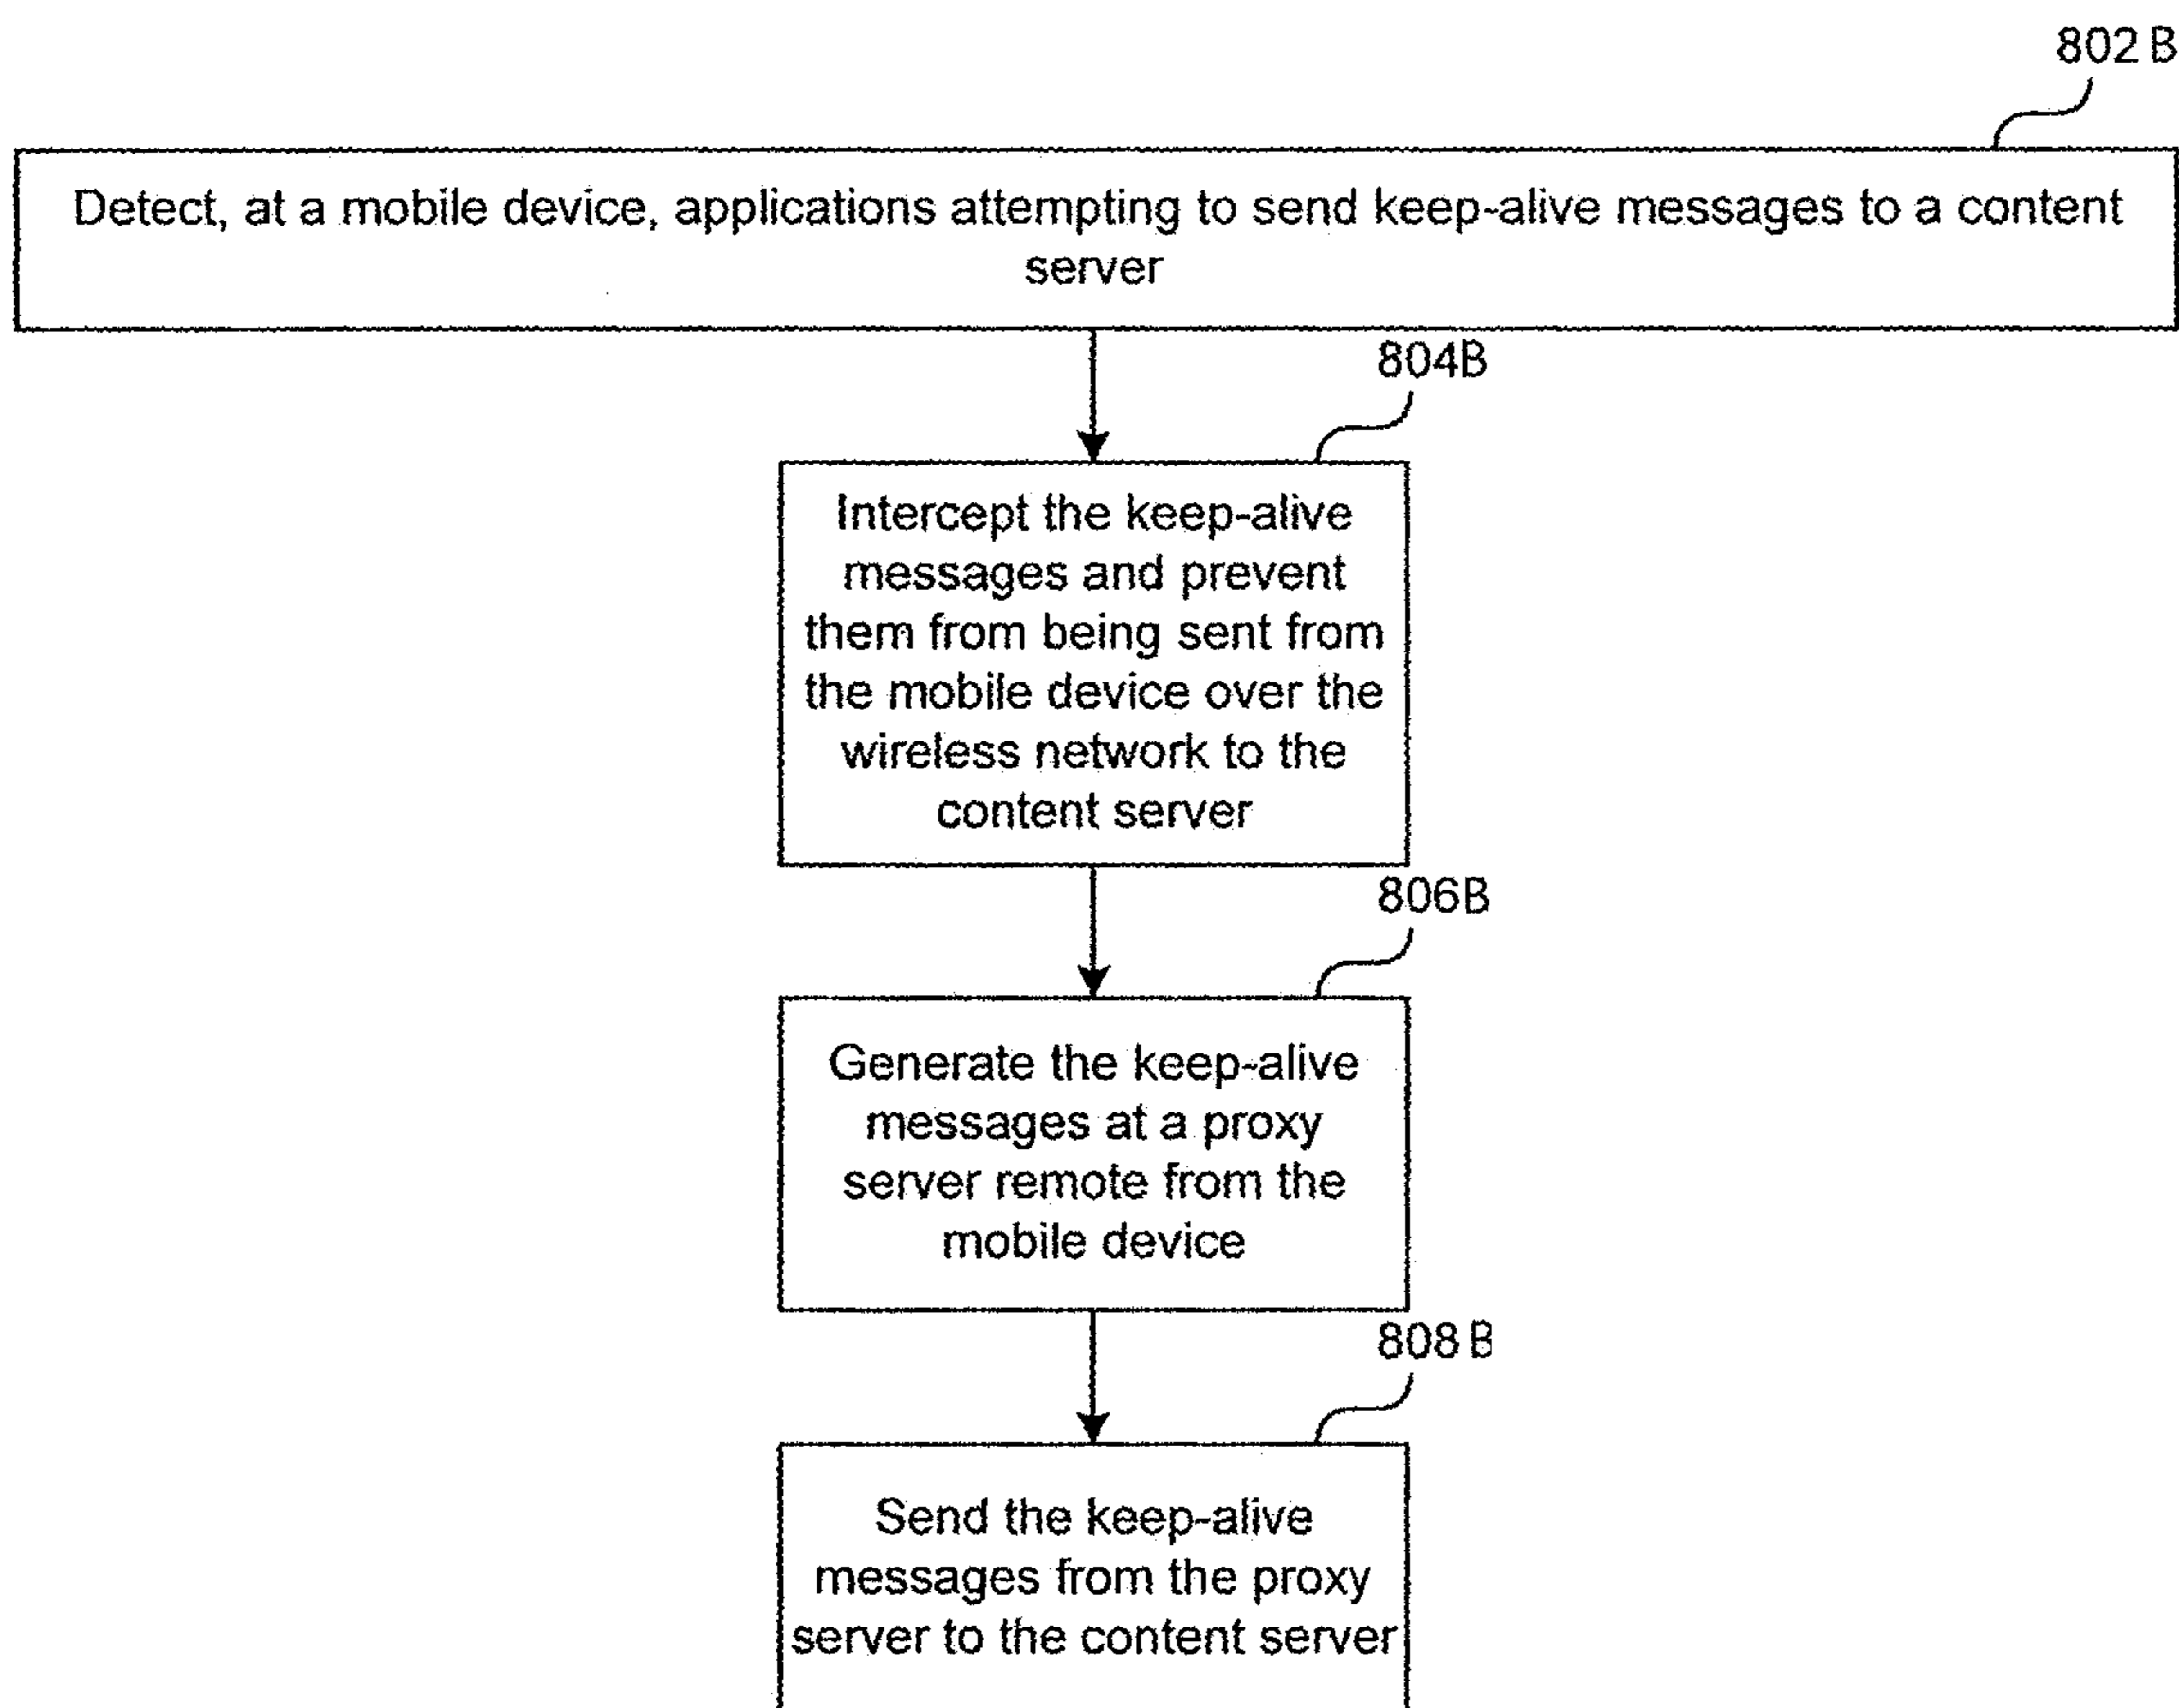 802 B
Detect, at a mobile device, applications attempting to send keep-alive messages to a content
server
804B
Intercept the keep-alive
messages and prevent
them from being sent from
the mobile device over the
wireless network to the
content server
806B
Generate the keep-alive
messages at a proxy
server remote from the
mobile device
808 B
Send the keep-alive
messages from the proxy
server to the content server